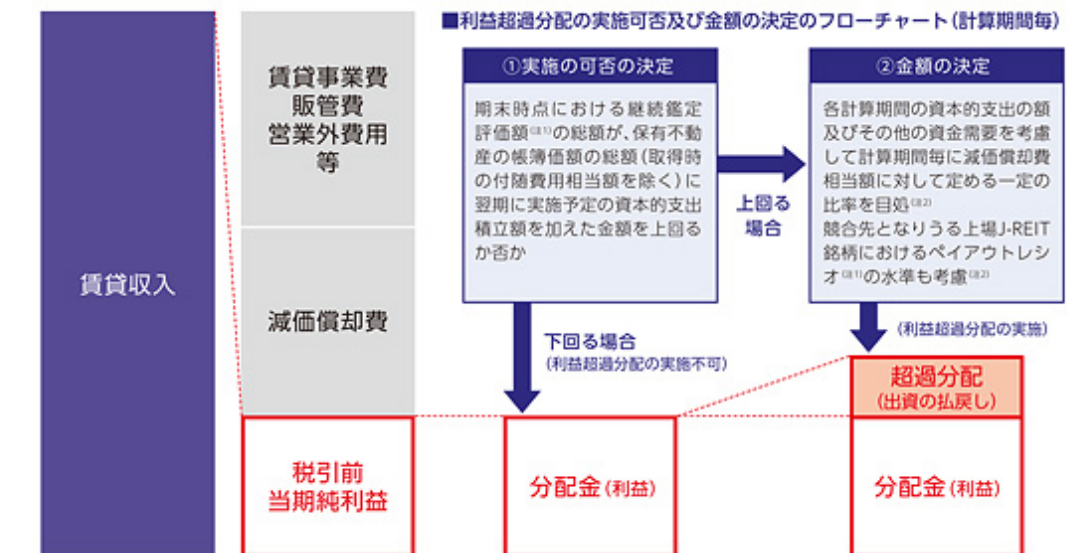 賃貸収入
賃貸事業費
販管費
営業外費用
等
減価償却費
税引前
当期純利益
■利益超過分配の実施可否及び金額の決定のフローチャート(計算期間毎)
①実施の可否の決定
期末時点における継続鑑定
評価額(注1)の総額が、保有不動
産の帳簿価額の総額(取得時
の付随費用相当額を除く)に
翌期に実施予定の資本的支出
積立額を加えた金額を上回る
か否か
上回る
場合
②金額の決定
各計算期間の資本的支出の額
及びその他の資金需要を考慮
して計算期間毎に減価償却費
相当額に対して定める一定の
比率を目処(注2)
競合先となりうる上場J-REIT
銘柄におけるペイアウトレシ
オ(注1)の水準も考慮(注2)
下回る場合
(利益超過分配の実施不可)
(利益超過分配の実施)
超過分配
(出資の払戻し)
分配金(利益)
分配金(利益)